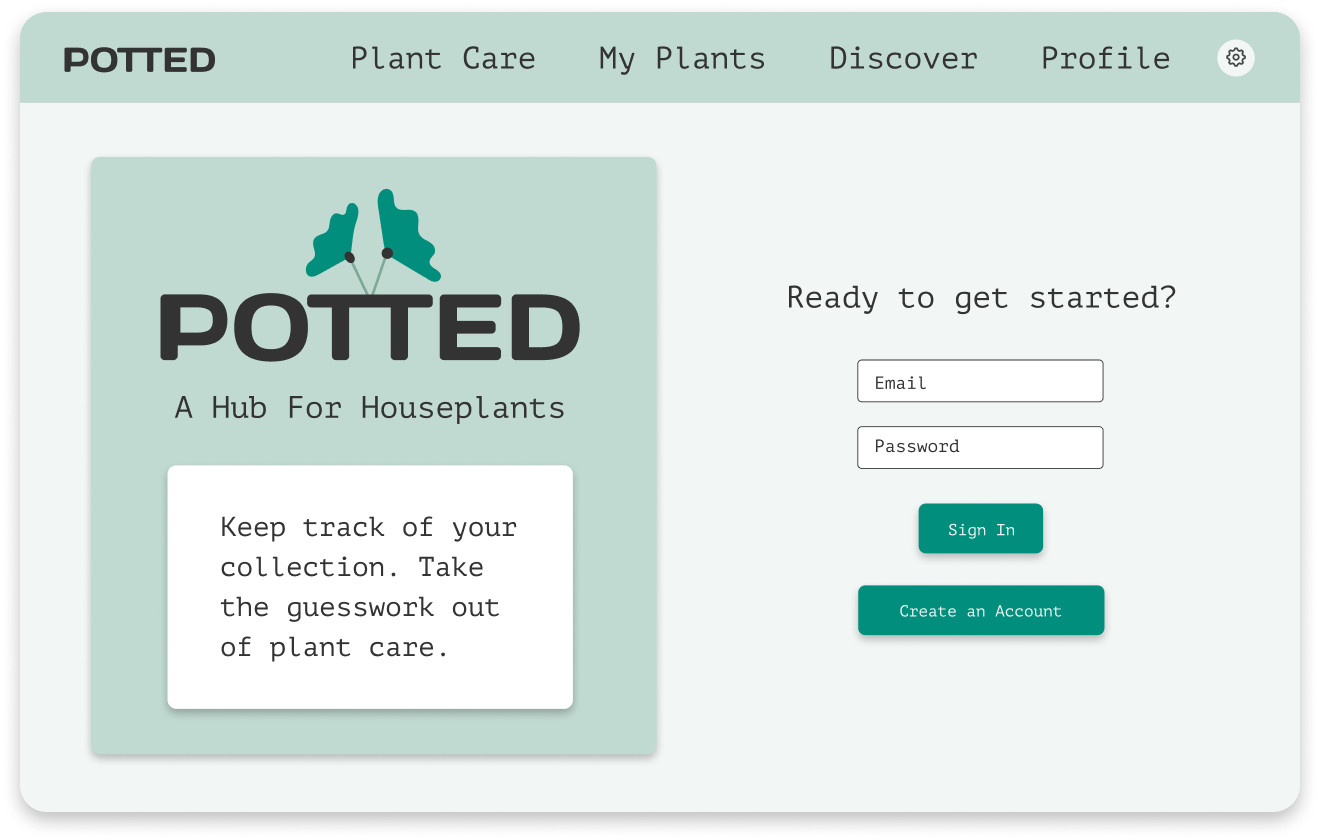 POTTED
Plant Care
My Plants
Discover
Profile
POTTED
A Hub For Houseplants
Keep track of your
collection. Take
the guesswork out
of plant care.
Ready to get started?
Email
Password
Sign In
Create an Account